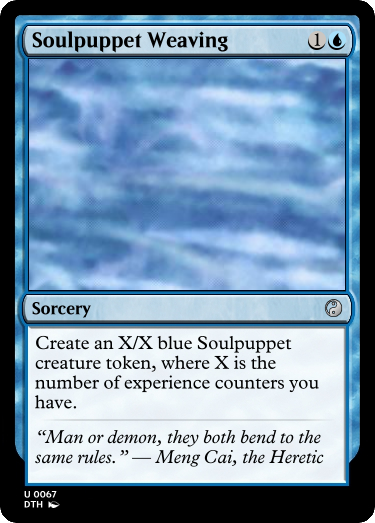 Soulpuppet Weaving 1
Sorcery
Create an X/X blue Soulpuppet
creature token, where X is the
number of experience counters you
have.
“Man or demon, they both bend to the
same rules.” — Meng Cai, the Heretic
U 0067
DTH